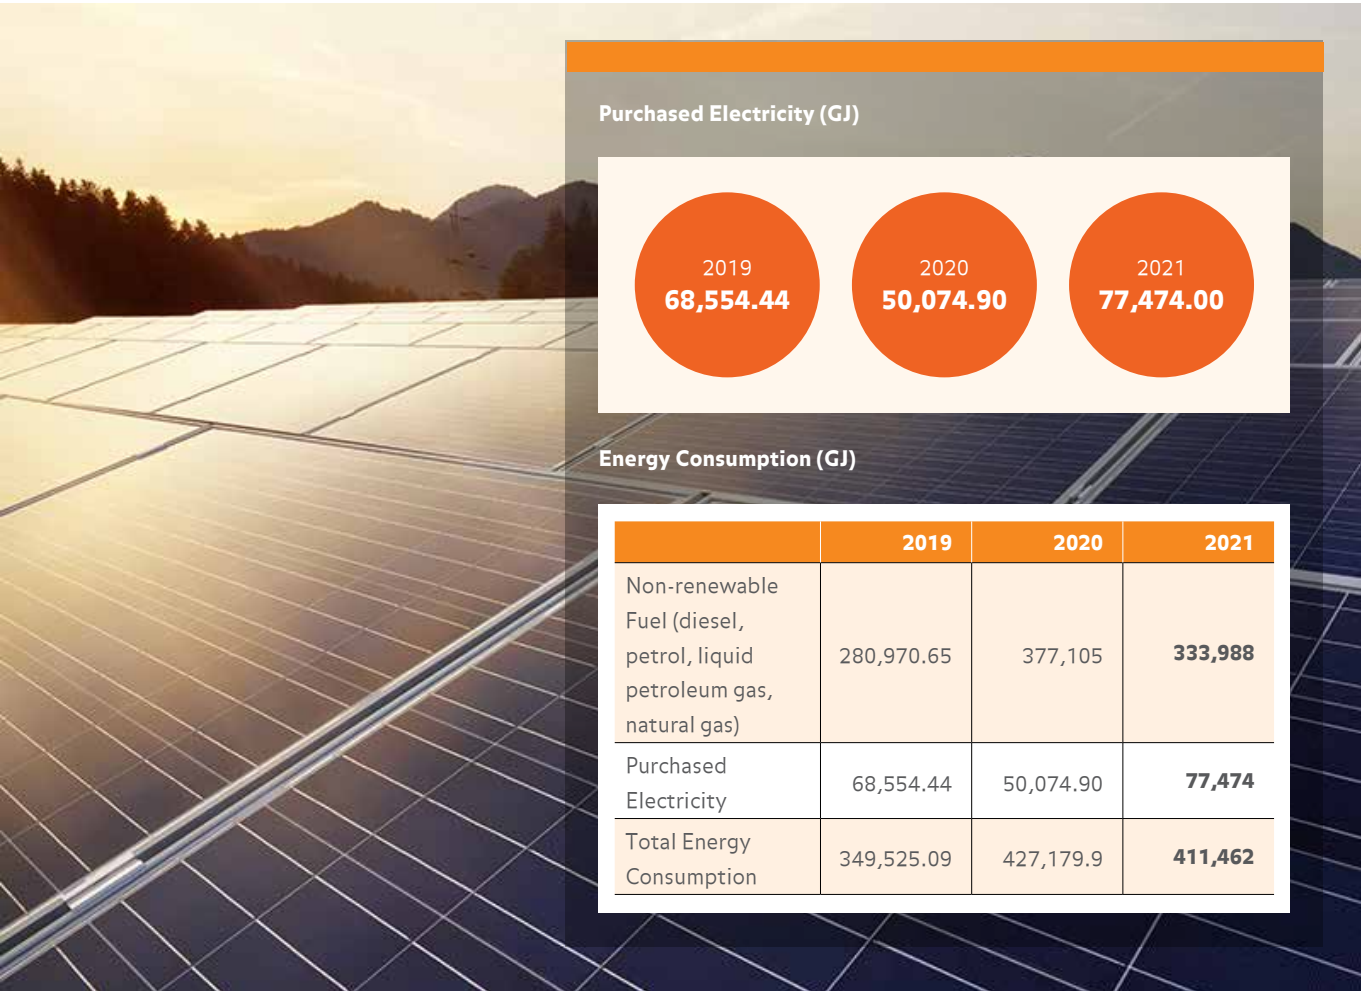 Purchased Electricity (GJ)
2019
68,554.44
2020
50,074.90
2021
77,474.00
Energy Consumption (GJ)
2019 2020 2021
Non-renewable
Fuel (diesel,
petrol, liquid
petroleum gas,
natural gas)
280,970.65 377,105 333,988
Purchased
Electricity
68,554.44 50,074.90 77,474
Total Energy
Consumption
349,525.09 427,179.9 411,462